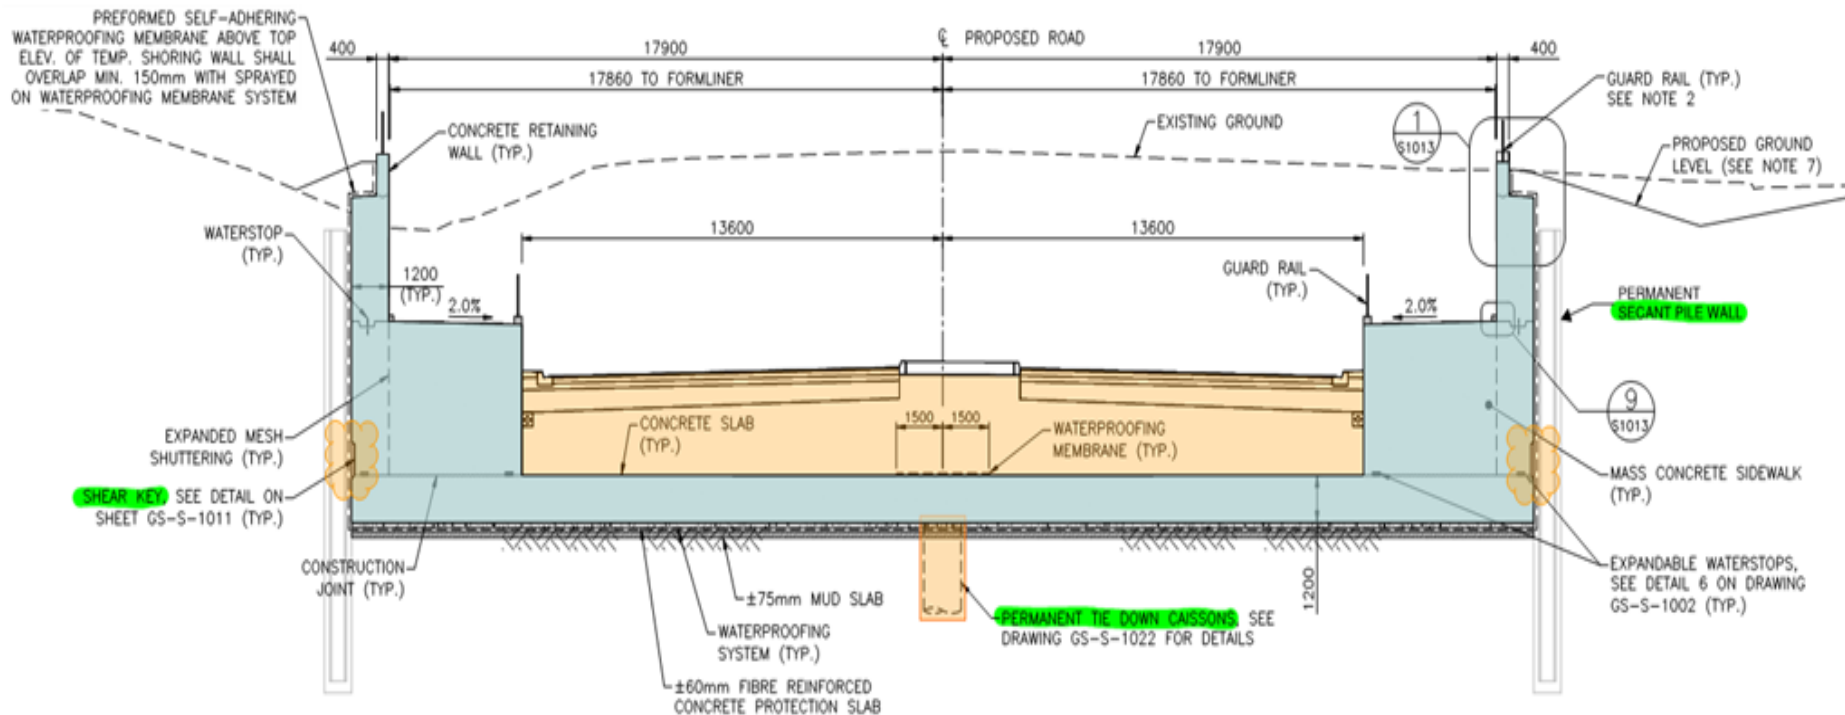 PREFORMED SELF-ADHERING
WATERPROOFING MEMBRANE ABOVE TOP
ELEV. OF TEMP. SHORING WALL SHALL
OVERLAP MIN. 150mm WITH SPRAYED
ON WATERPROOFING MEMBRANE SYSTEM
400
17900
℄ PROPOSED ROAD
17900
400
17860 TO FORMLINER
17860 TO FORMLINER
GUARD RAIL (TYP.)
SEE NOTE 2
1
S1013
CONCRETE RETAINING
WALL (TYP.)
EXISTING GROUND
PROPOSED GROUND
LEVEL (SEE NOTE 7)
WATERSTOP
(TYP.)
13600
13600
1200
(TYP.)
2.0%
GUARD RAIL
(TYP.)
2.0%
PERMANENT
SECANT PILE WALL
EXPANDED MESH
SHUTTERING (TYP.)
CONCRETE SLAB
(TYP.)
1500
1500
WATERPROOFING
MEMBRANE (TYP.)
9
S1013
MASS CONCRETE SIDEWALK
(TYP.)
SHEAR KEY, SEE DETAIL ON
SHEET GS-S-1011 (TYP.)
CONSTRUCTION
JOINT (TYP.)
±75mm MUD SLAB
WATERPROOFING
SYSTEM (TYP.)
±60mm FIBRE REINFORCED
CONCRETE PROTECTION SLAB
PERMANENT TIE DOWN CAISSONS, SEE
DRAWING GS-S-1022 FOR DETAILS
1200
EXPANDABLE WATERSTOPS,
SEE DETAIL 6 ON DRAWING
GS-S-1002 (TYP.)